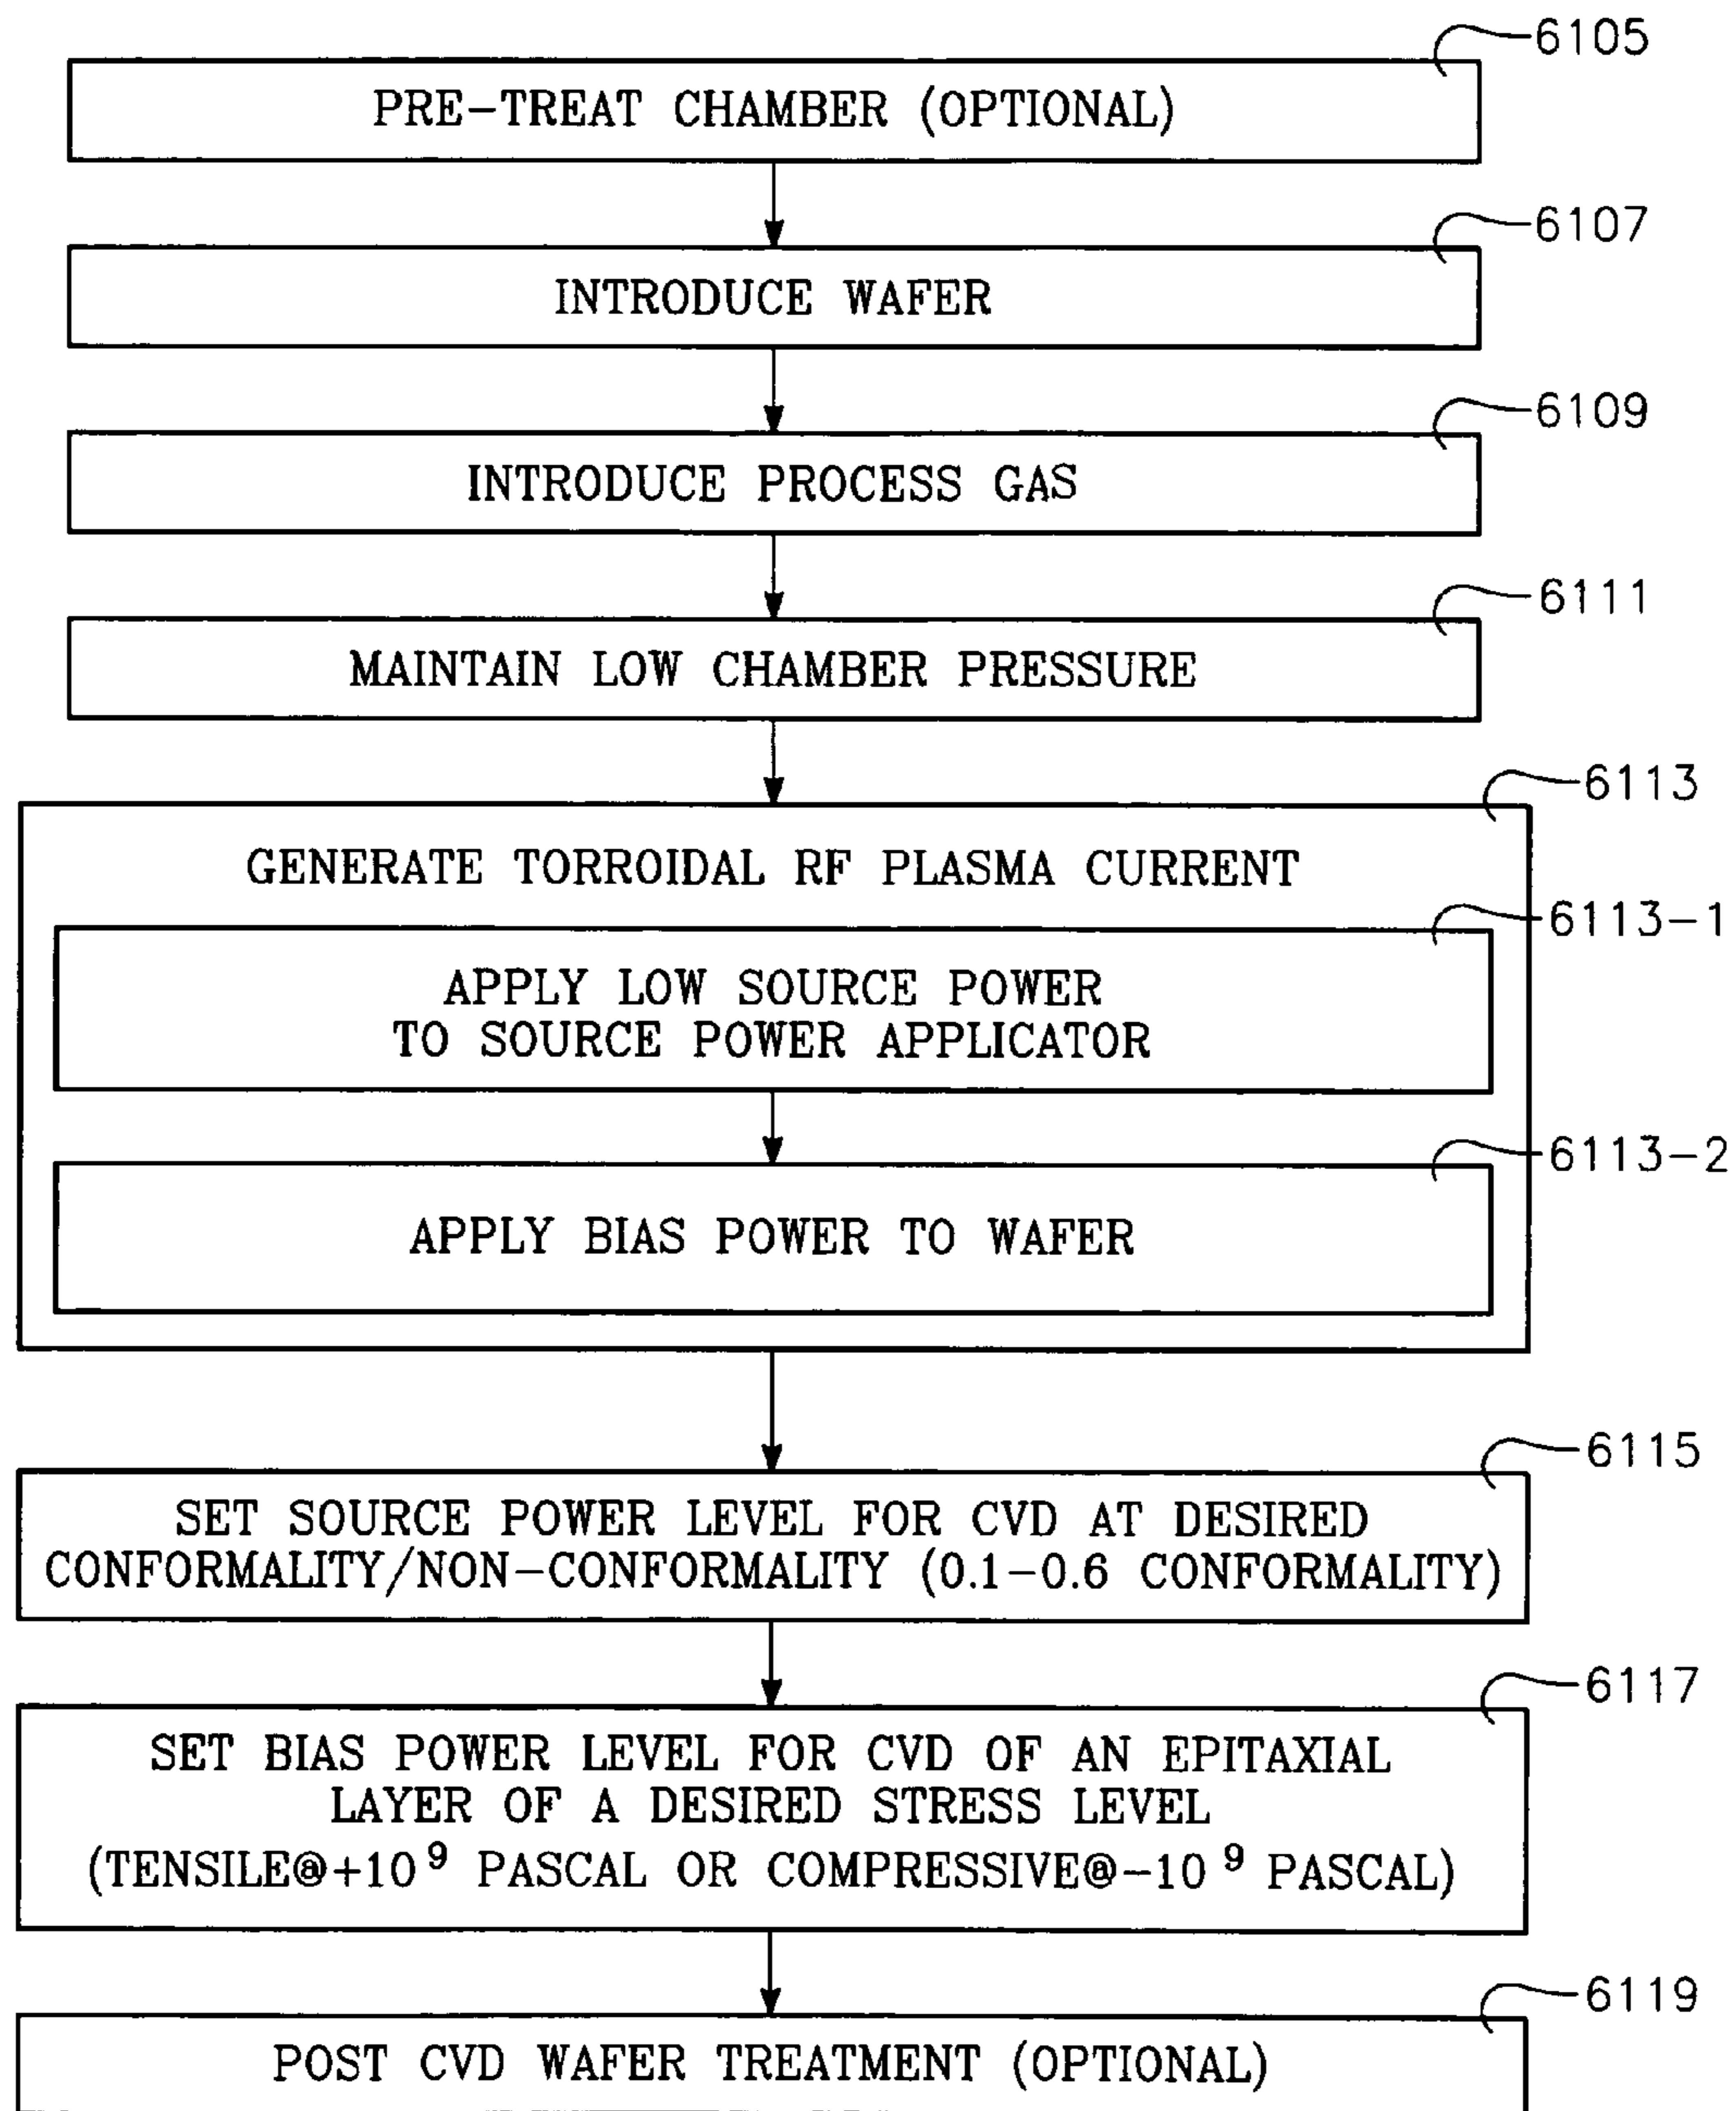 6105
PRE-TREAT CHAMBER (OPTIONAL)
6107
INTRODUCE WAFER
6109
INTRODUCE PROCESS GAS
6111
MAINTAIN LOW CHAMBER PRESSURE
6113
GENERATE TORROIDAL RF PLASMA CURRENT
6113-1
APPLY LOW SOURCE POWER
TO SOURCE POWER APPLICATOR
6113-2
APPLY BIAS POWER TO WAFER
6115
SET SOURCE POWER LEVEL FOR CVD AT DESIRED
CONFORMALITY/NON-CONFORMALITY (0.1-0.6 CONFORMALITY)
6117
SET BIAS POWER LEVEL FOR CVD OF AN EPITAXIAL
LAYER OF A DESIRED STRESS LEVEL
(TENSILE@+10⁹ PASCAL OR COMPRESSIVE@-10⁹ PASCAL)
6119
POST CVD WAFER TREATMENT (OPTIONAL)